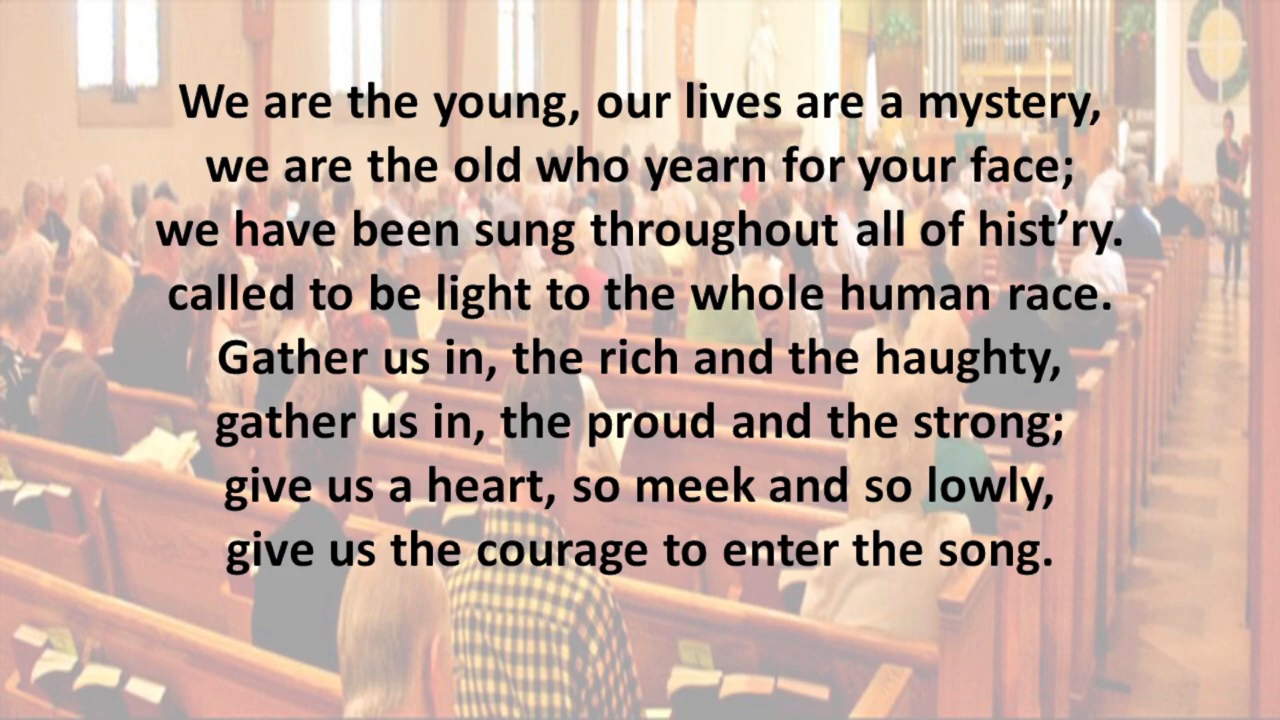 We are the young, our lives are a mystery,
we are the old who yearn for your face;
we have been sung throughout all of hist’ry.
called to be light to the whole human race.
Gather us in, the rich and the haughty,
gather us in, the proud and the strong;
give us a heart, so meek and so lowly,
give us the courage to enter the song.